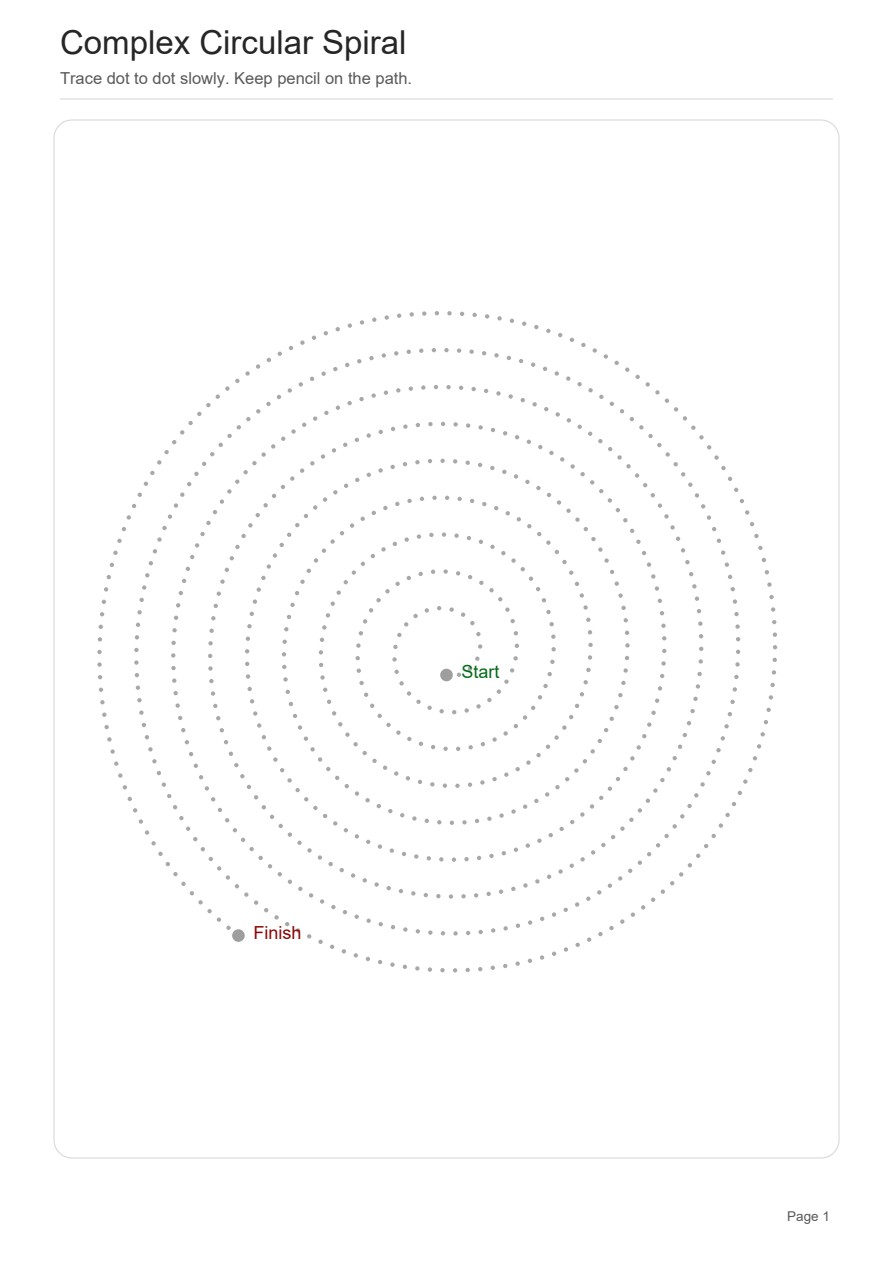 Complex Circular Spiral
Trace dot to dot slowly. Keep pencil on the path.
Start
Finish
Page 1